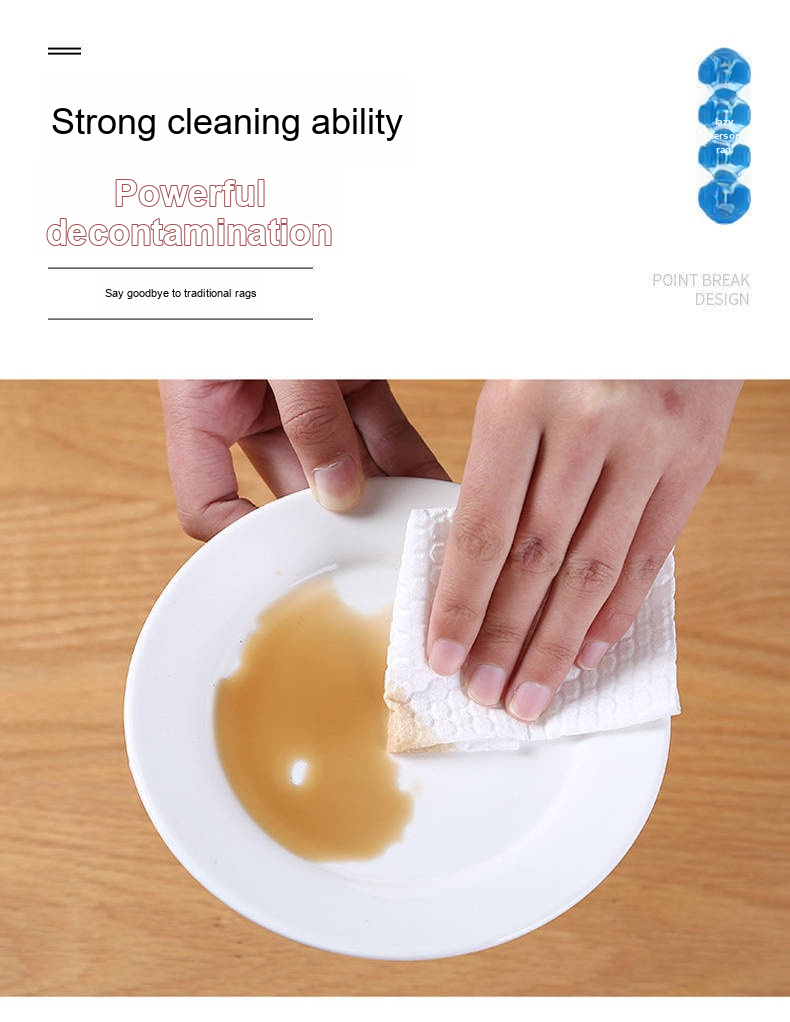 Strong cleaning ability
Powerful
decontamination
Say goodbye to traditional rags
lazy
person
rag
POINT BREAK
DESIGN